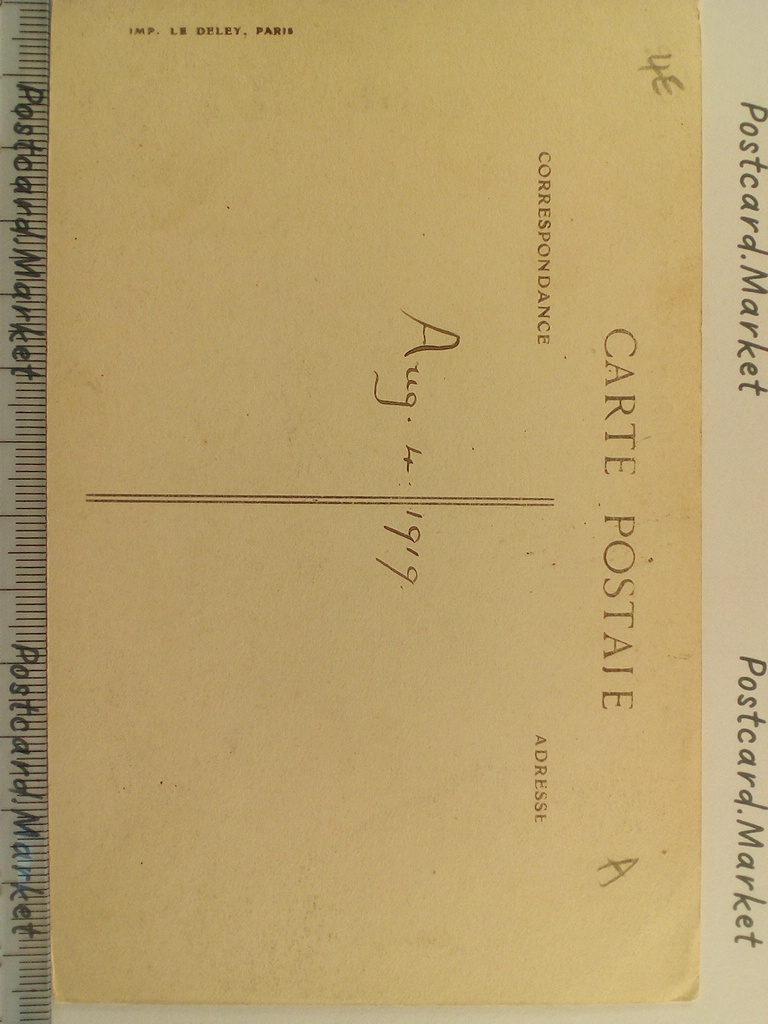 Postcard.Market Postcard.Market
4€
A
CARTE POSTALE
CORRESPONDANCE
ADRESSE
Aug. 4. 1919.
IMP. LE DELEY, PARIS
Postcard.Market Postcard.Market